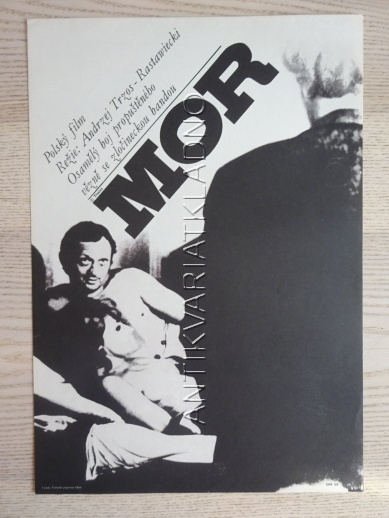 Polský film
Režie: Andrzej Trzos-Rastawiecki
Osamělý boj propuštěného
vězně se zločineckou bandou
MOR
ANTIKVARIATKLADNO